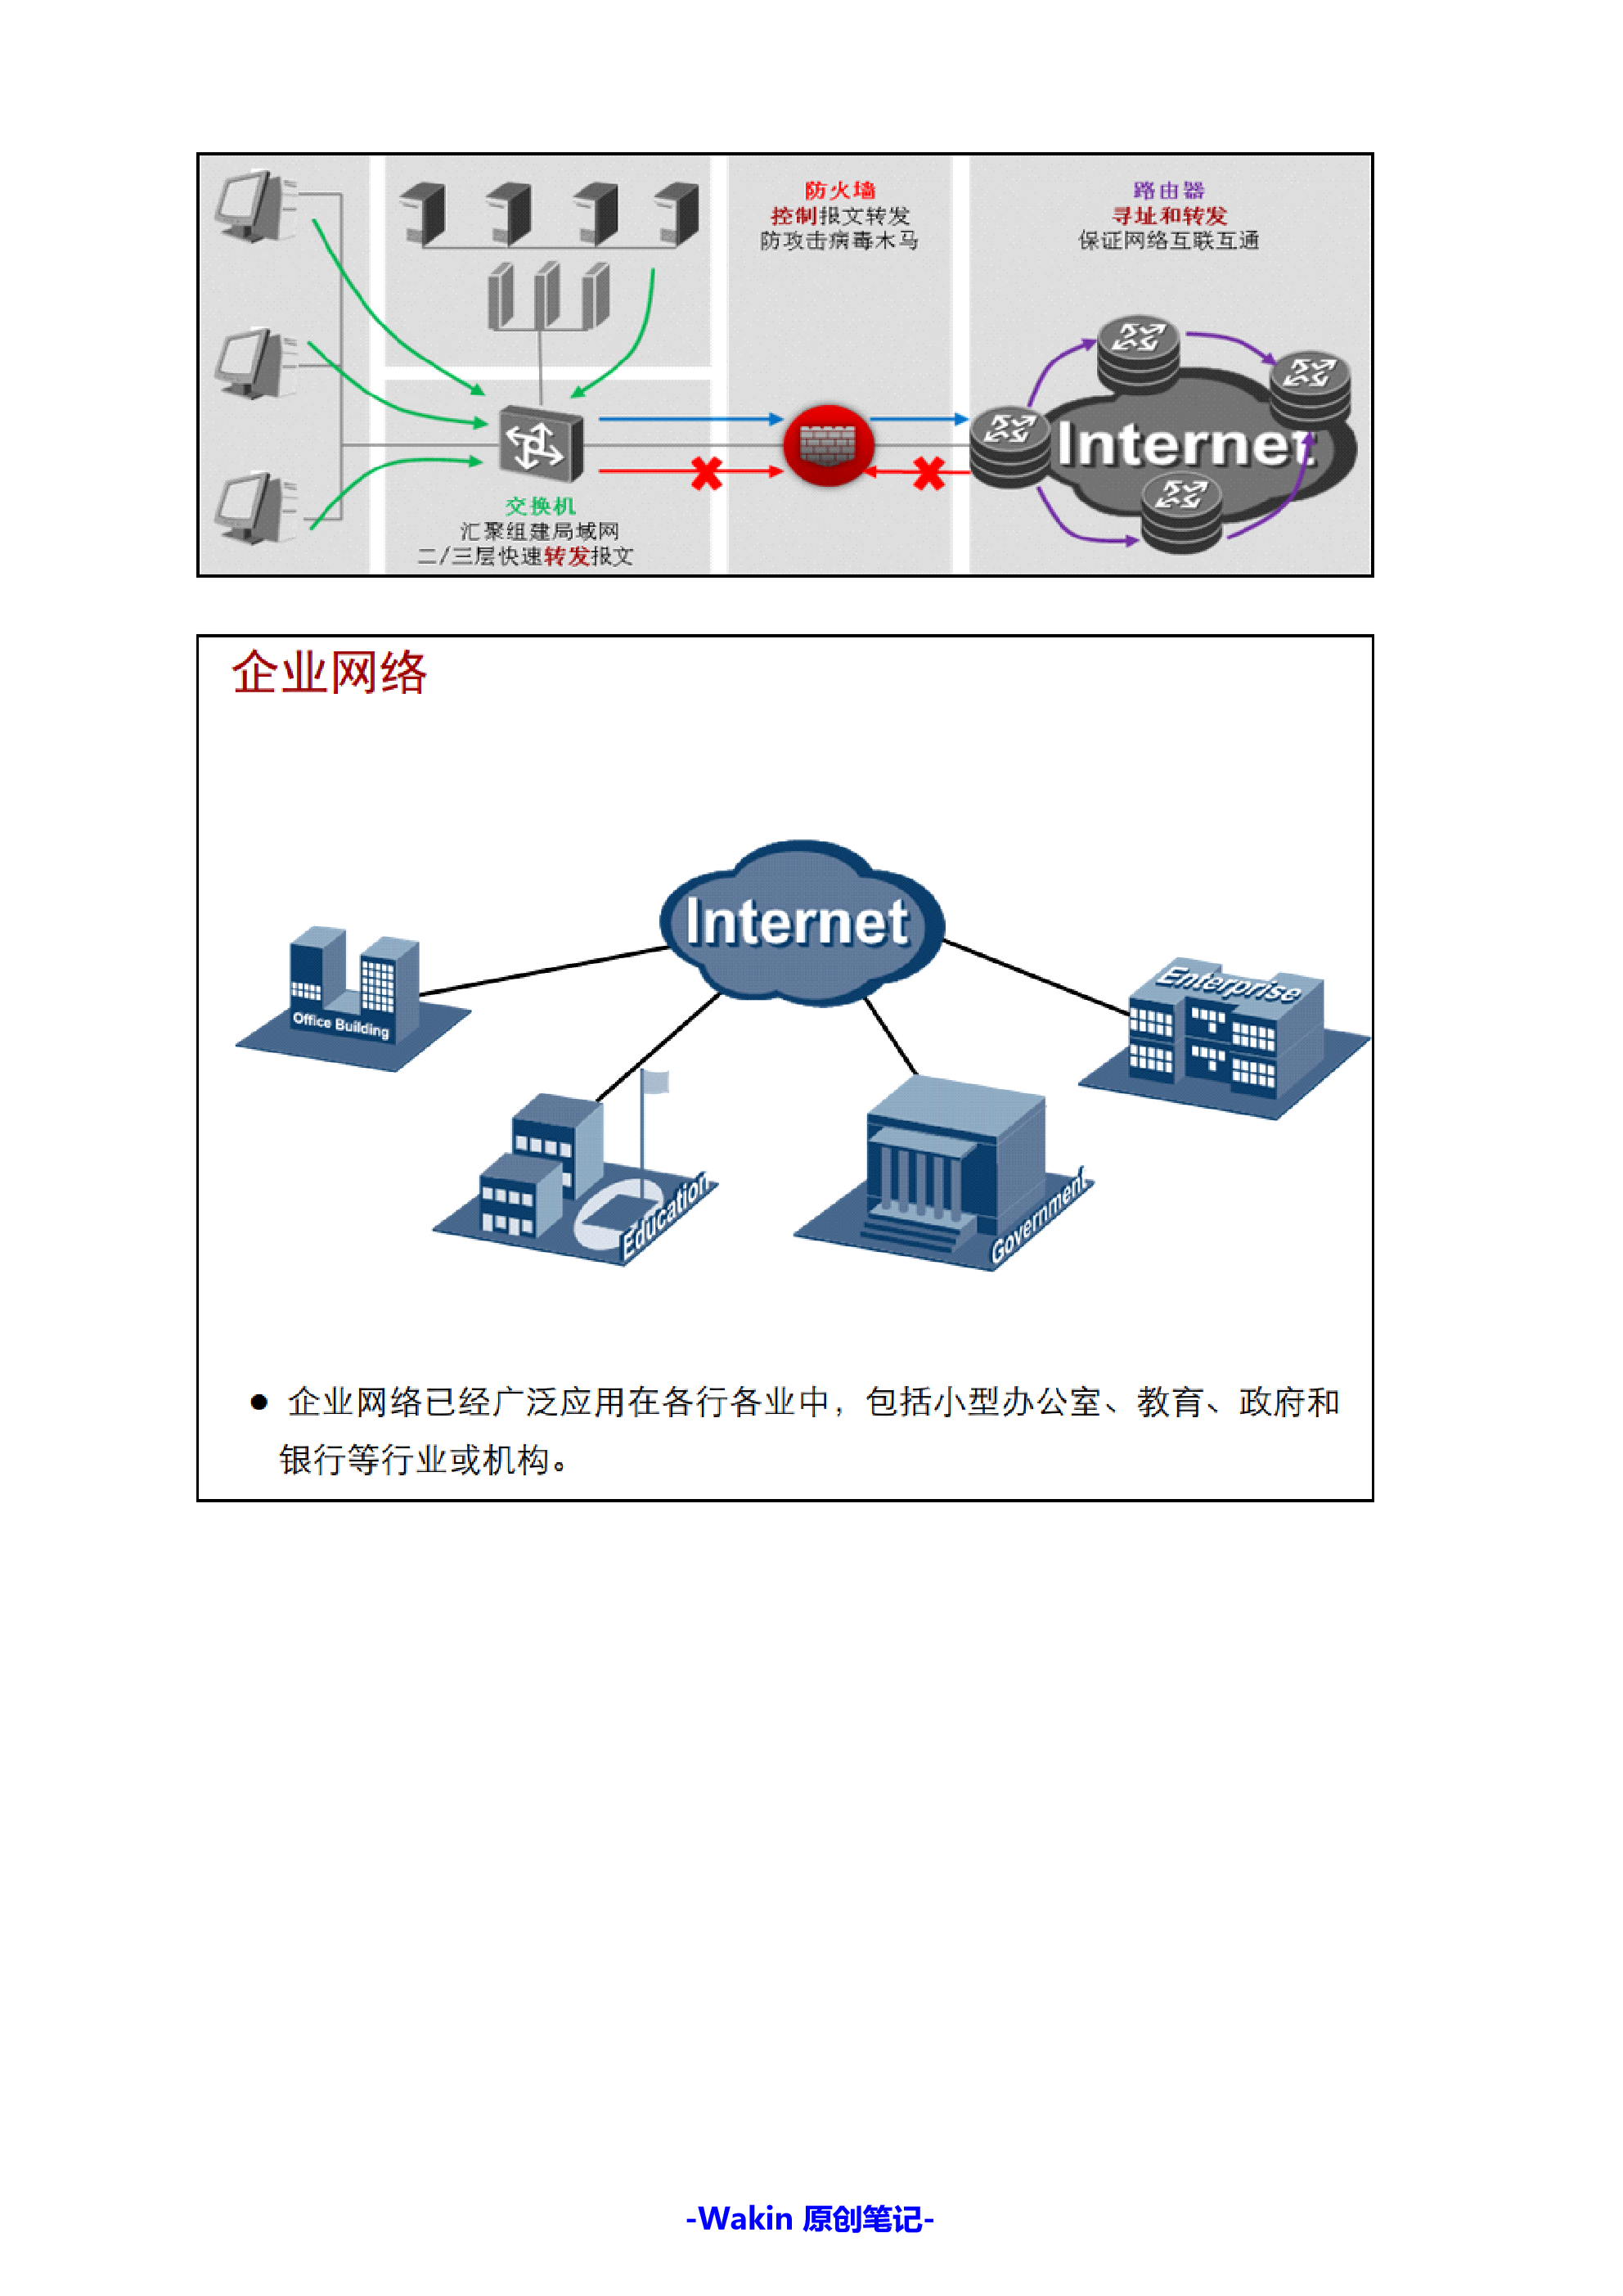 防火墙
控制报文转发
防攻击病毒木马
路由器
寻址和转发
保证网络互联互通
Internet
交换机
汇聚组建局域网
二/三层快速转发报文
企业网络
Internet
Office Building
Enterprise
Education
Government
● 企业网络已经广泛应用在各行各业中，包括小型办公室、教育、政府和
银行等行业或机构。
-Wakin 原创笔记-